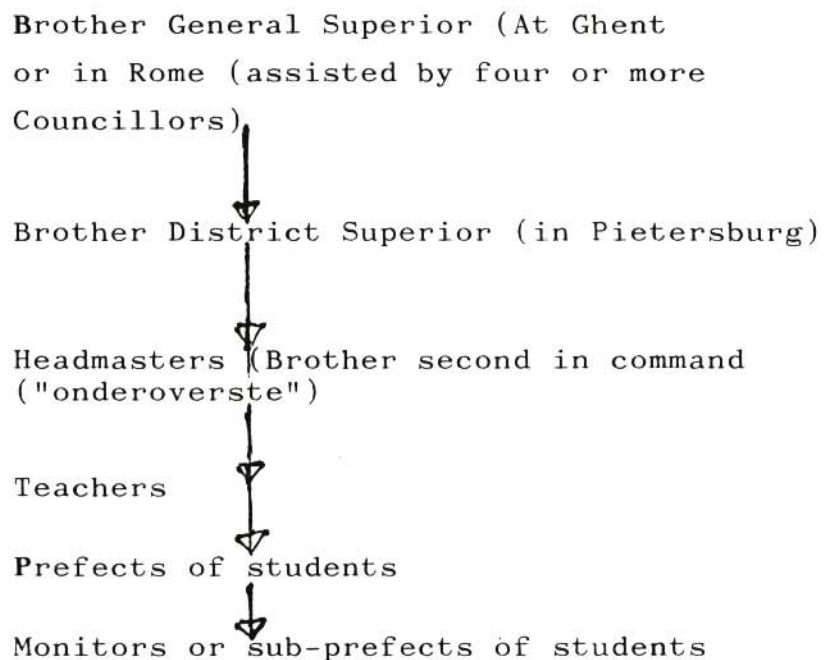 Brother General Superior (At Ghent
or in Rome (assisted by four or more
Councillors)
Brother District Superior (in Pietersburg)
Headmasters (Brother second in command
("onderoverste")
Teachers
Prefects of students
Monitors or sub-prefects of students